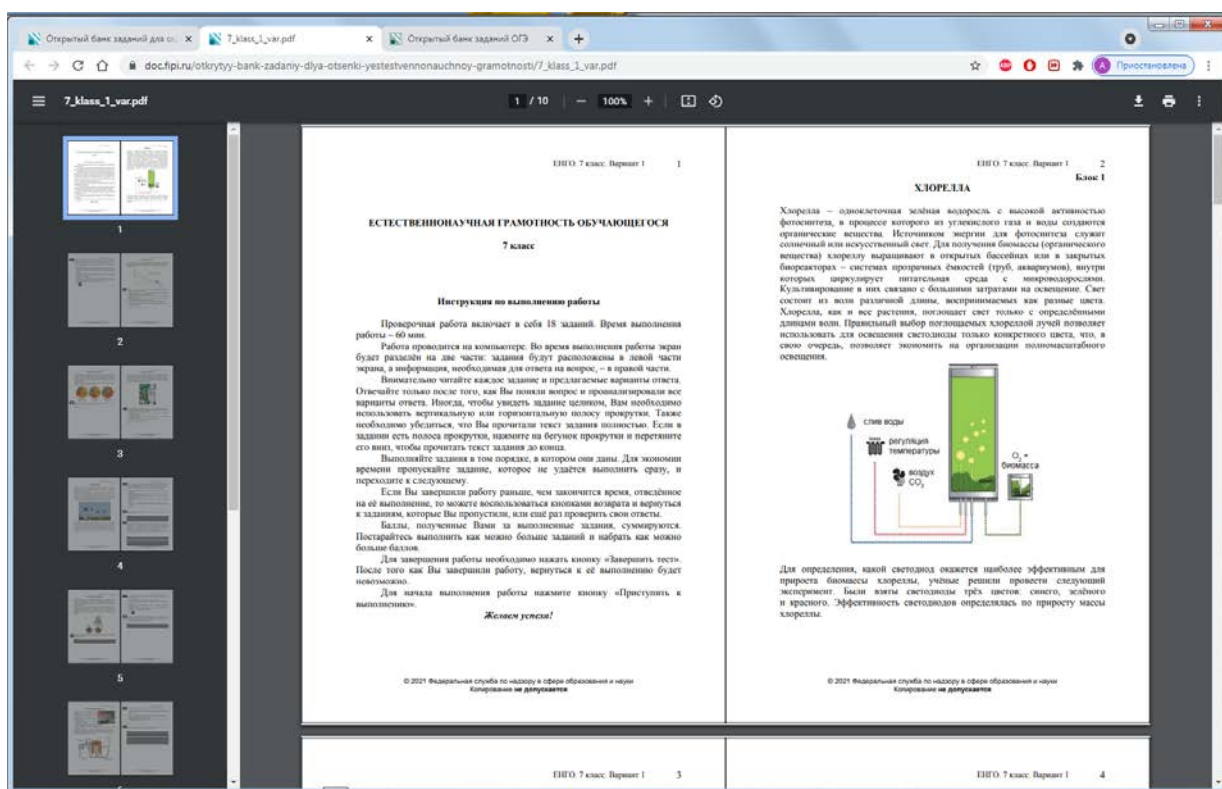 Открытый банк заданий для оц
7_klass_1_var.pdf
Открытый банк заданий ОГЭ
doc.fipi.ru/otkrytyy-bank-zadaniy-dlya-otsenki-yestestvennonauchnoy-gramotnosti/7_klass_1_var.pdf
ABP
A
Приостановлена
7_klass_1_var.pdf
1 / 10
100%
1
2
3
4
5
ЕНГО. 7 класс. Вариант 1 1
ЕСТЕСТВЕННОНАУЧНАЯ ГРАМОТНОСТЬ ОБУЧАЮЩЕГОСЯ
7 класс
Инструкция по выполнению работы
Проверочная работа включает в себя 18 заданий. Время выполнения
работы – 60 мин.
Работа проводится на компьютере. Во время выполнения работы экран
будет разделён на две части: задания будут расположены в левой части
экрана, а информация, необходимая для ответа на вопрос, – в правой части.
Внимательно читайте каждое задание и предлагаемые варианты ответа.
Отвечайте только после того, как Вы поняли вопрос и проанализировали все
варианты ответа. Иногда, чтобы увидеть задание целиком, Вам необходимо
использовать вертикальную или горизонтальную полосу прокрутки. Также
необходимо убедиться, что Вы прочитали текст задания полностью. Если в
задании есть полоса прокрутки, нажмите на бегунок прокрутки и перетяните
его вниз, чтобы прочитать текст задания до конца.
Выполняйте задания в том порядке, в котором они даны. Для экономии
времени пропускайте задание, которое не удаётся выполнить сразу, и
переходите к следующему.
Если Вы завершили работу раньше, чем закончится время, отведённое
на её выполнение, то можете воспользоваться кнопками возврата и вернуться
к заданиям, которые Вы пропустили, или ещё раз проверить свои ответы.
Баллы, полученные Вами за выполненные задания, суммируются.
Постарайтесь выполнить как можно больше заданий и набрать как можно
больше баллов.
Для завершения работы необходимо нажать кнопку «Завершить тест».
После того как Вы завершили работу, вернуться к её выполнению будет
невозможно.
Для начала выполнения работы нажмите кнопку «Приступить к
выполнению».
Желаем успеха!
© 2021 Федеральная служба по надзору в сфере образования и науки
Копирование не допускается
ЕНГО. 7 класс. Вариант 1 2
Блок 1
ХЛОРЕЛЛА
Хлорелла – одноклеточная зелёная водоросль с высокой активностью
фотосинтеза, в процессе которого из углекислого газа и воды создаются
органические вещества. Источником энергии для фотосинтеза служит
солнечный или искусственный свет. Для получения биомассы (органического
вещества) хлореллу выращивают в открытых бассейнах или в закрытых
биореакторах – системах прозрачных ёмкостей (труб, аквариумов), внутри
которых циркулирует питательная среда с микроводорослями.
Культивирование в них связано с большими затратами на освещение. Свет
состоит из волн различной длины, воспринимаемых как разные цвета.
Хлорелла, как и все растения, поглощает свет только с определёнными
длинами волн. Правильный выбор поглощаемых хлореллой лучей позволяет
использовать для освещения светодиоды только конкретного цвета, что, в
свою очередь, позволяет экономить на организации полномасштабного
освещения.
слив воды
регуляция
температуры
воздух
CO2
O2 +
биомасса
Для определения, какой светодиод окажется наиболее эффективным для
прироста биомассы хлореллы, учёные решили провести следующий
эксперимент. Были взяты светодиоды трёх цветов: синего, зелёного
и красного. Эффективность светодиодов определялась по приросту массы
хлореллы.
© 2021 Федеральная служба по надзору в сфере образования и науки
Копирование не допускается
ЕНГО. 7 класс. Вариант 1 3
ЕНГО. 7 класс. Вариант 1 4